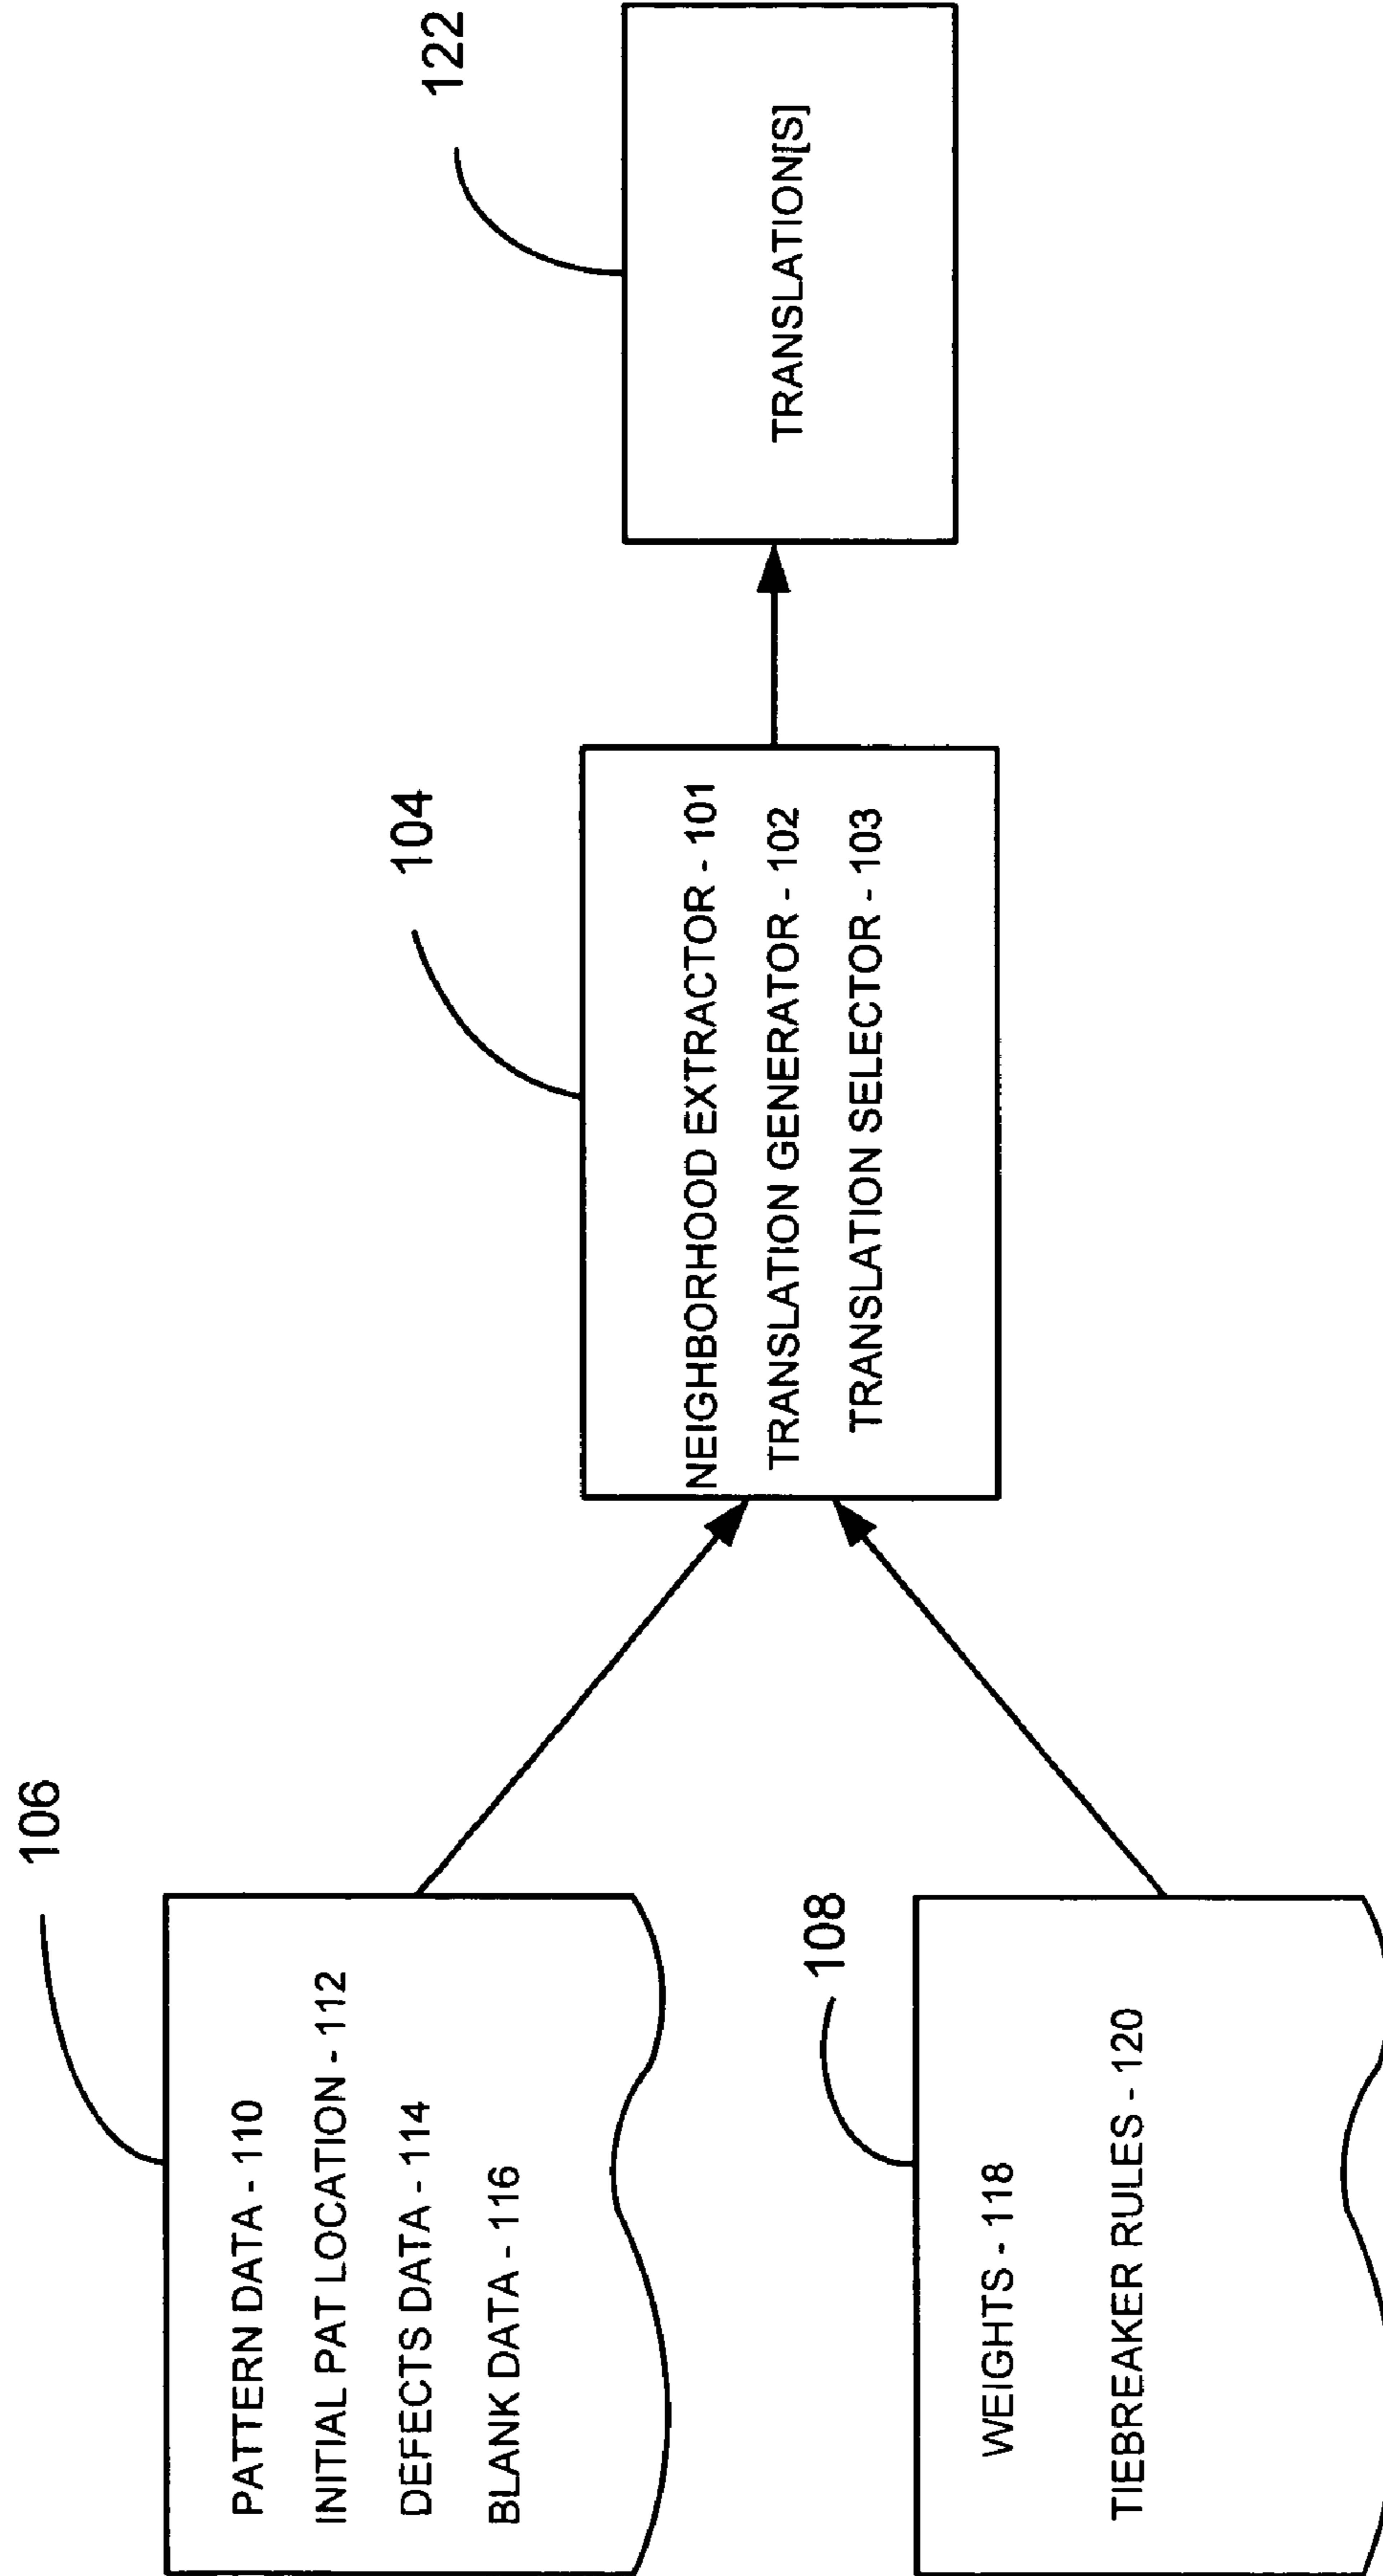 106
PATTERN DATA - 110
INITIAL PAT LOCATION - 112
DEFECTS DATA - 114
BLANK DATA - 116
108
WEIGHTS - 118
TIEBREAKER RULES - 120
104
NEIGHBORHOOD EXTRACTOR - 101
TRANSLATION GENERATOR - 102
TRANSLATION SELECTOR - 103
122
TRANSLATION[S]